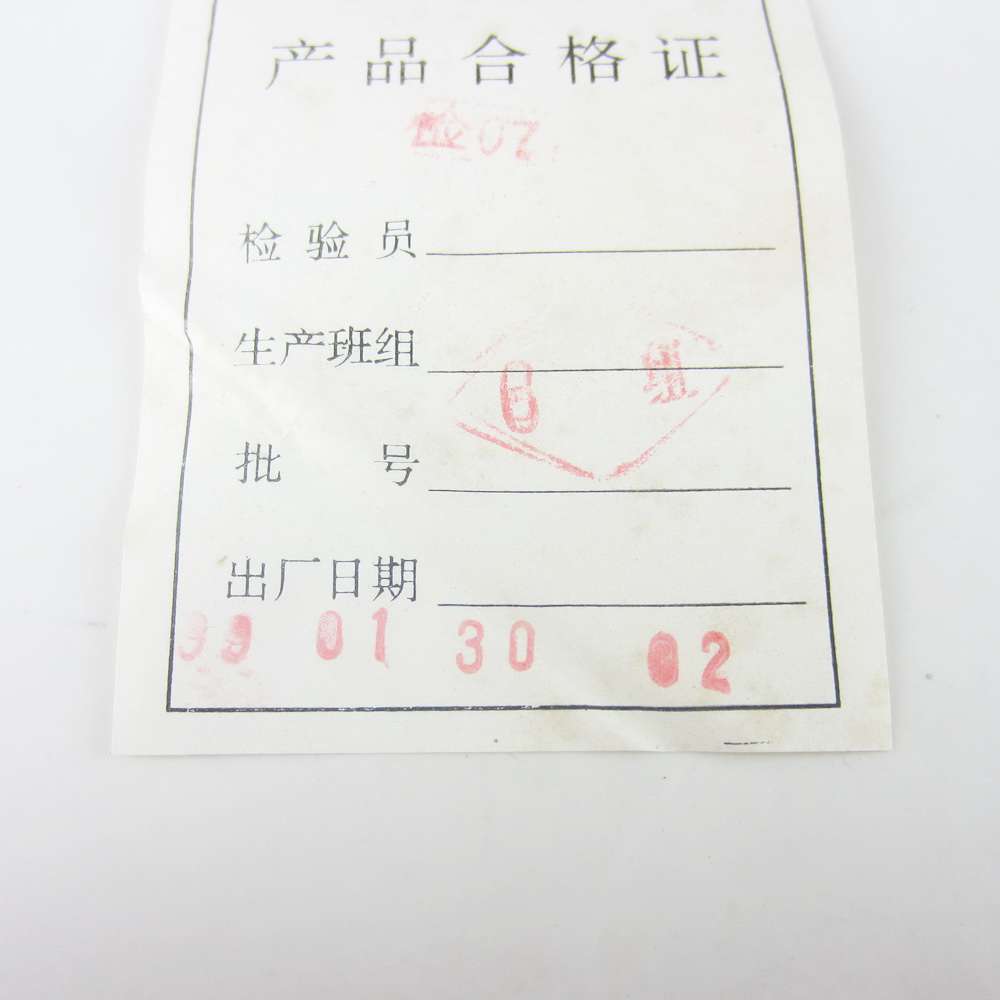 产品合格证
检07
检验员
生产班组
组
批号
出厂日期
99 01 30 02